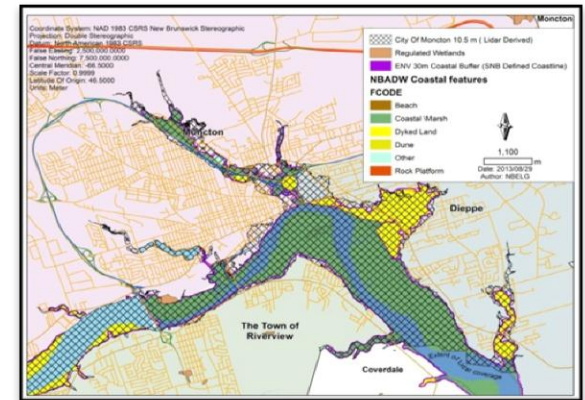 Moncton
Coordinate System: NAD 1983 CSRS New Brunswick Stereographic
Projection: Double Stereographic
Datum: North American 1983 CSRS
False Easting: 2,500,000.0000
False Northing: 7,500,000.0000
Central Meridian: -66.5000
Scale Factor: 0.9999
Latitude Of Origin: 46.5000
Units: Meter
City Of Moncton 10.5 m ( Lidar Derived)
Regulated Wetlands
ENV 30m Coastal Buffer (SNB Defined Coastline)
NBADW Coastal features
FCODE
Beach
Coastal Marsh
Dyked Land
Dune
Other
Rock Platform
1,100
m
Date: 2013/08/29
Author: NBELG
Moncton
Dieppe
The Town of
Riverview
Coverdale
Extent of Lidar coverage